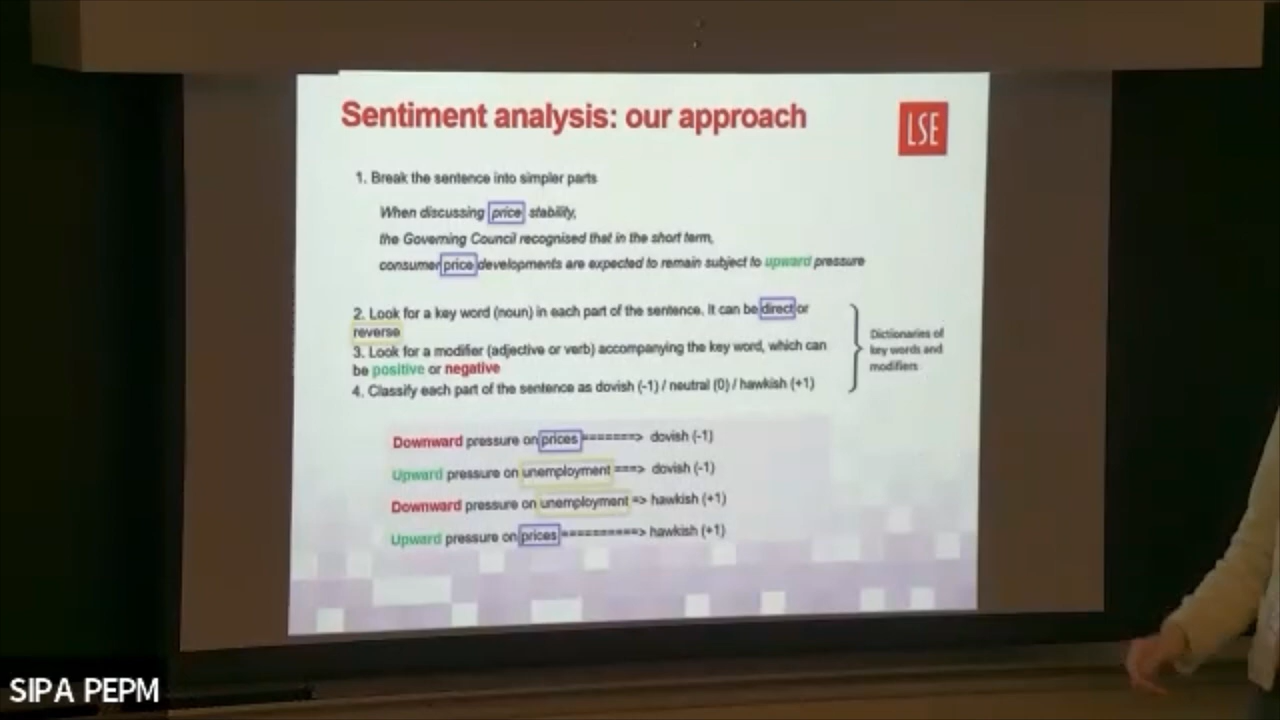 Sentiment analysis: our approach
LSE
1. Break the sentence into simpler parts
When discussing price stability,
the Governing Council recognised that in the short term,
consumer price developments are expected to remain subject to upward pressure
2. Look for a key word (noun) in each part of the sentence. It can be direct or
reverse
3. Look for a modifier (adjective or verb) accompanying the key word, which can
be positive or negative
4. Classify each part of the sentence as dovish (-1) / neutral (0) / hawkish (+1)
Dictionaries of
key words and
modifiers
Downward pressure on prices =======> dovish (-1)
Upward pressure on unemployment ===> dovish (-1)
Downward pressure on unemployment => hawkish (+1)
Upward pressure on prices ==========> hawkish (+1)
SIPA PEPM